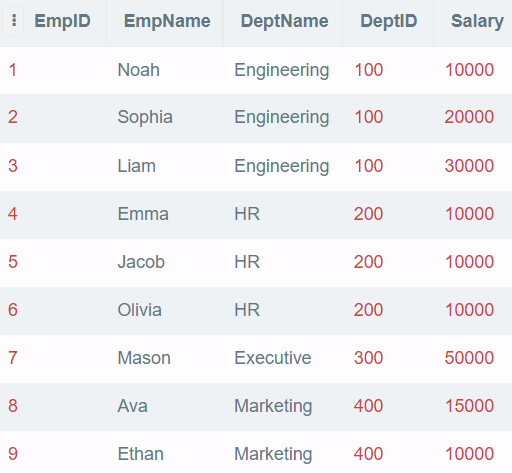 EmpID EmpName DeptName DeptID Salary
1 Noah Engineering 100 10000
2 Sophia Engineering 100 20000
3 Liam Engineering 100 30000
4 Emma HR 200 10000
5 Jacob HR 200 10000
6 Olivia HR 200 10000
7 Mason Executive 300 50000
8 Ava Marketing 400 15000
9 Ethan Marketing 400 10000